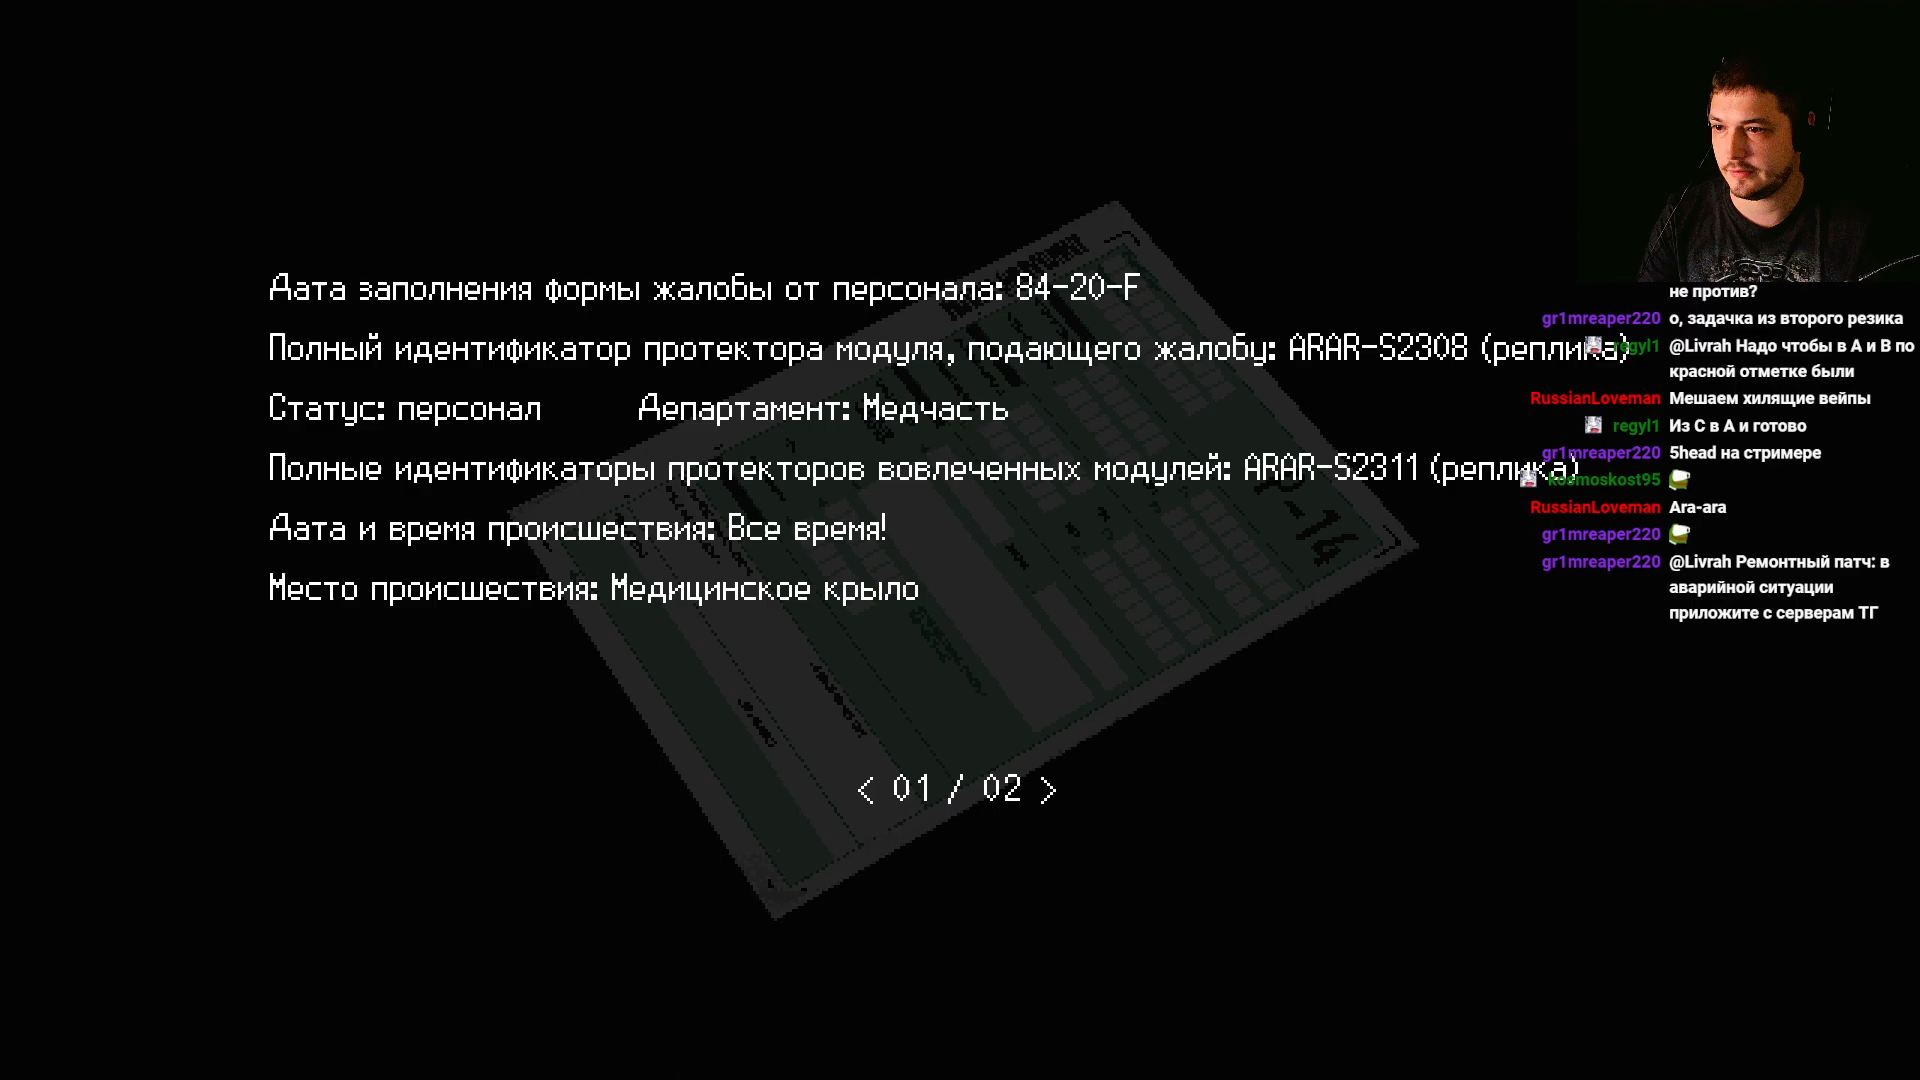 Дата заполнения формы жалобы от персонала: 84-20-F
Полный идентификатор протектора модуля, подающего жалобу: ARAR-S2308 (реплика)
Статус: персонал Департамент: Медчасть
Полные идентификаторы протекторов вовлеченных модулей: ARAR-S2311 (реплика)
Дата и время происшествия: Все время!
Место происшествия: Медицинское крыло
< 01 / 02 >
не против?
gr1mreaper220 о, задачка из второго резика
regyl1 @Livrah Надо чтобы в А и В по
красной отметке были
RussianLoveman Мешаем хилящие вейпы
regyl1 Из С в А и готово
gr1mreaper220 5head на стримере
kosmoskost95
RussianLoveman Ara-ara
gr1mreaper220
gr1mreaper220 @Livrah Ремонтный патч: в
аварийной ситуации
приложите с серверам ТГ